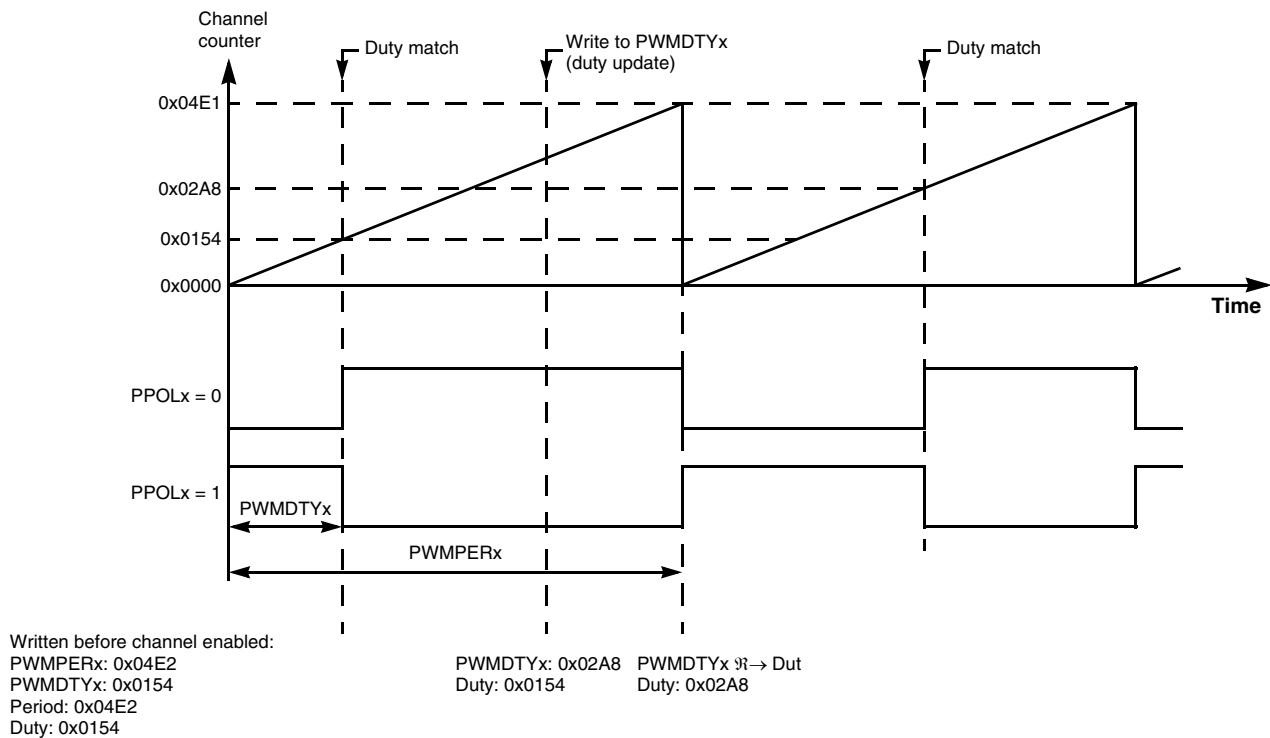 Channel
counter
Duty match
Write to PWMDTYx
(duty update)
Duty match
0x04E1
0x02A8
0x0154
0x0000
Time
PPOLx = 0
PPOLx = 1
PWMDTYx
PWMPERx
Written before channel enabled:
PWMPERx: 0x04E2
PWMDTYx: 0x0154
Period: 0x04E2
Duty: 0x0154
PWMDTYx: 0x02A8
Duty: 0x0154
PWMDTYx ℜ→ Dut
Duty: 0x02A8